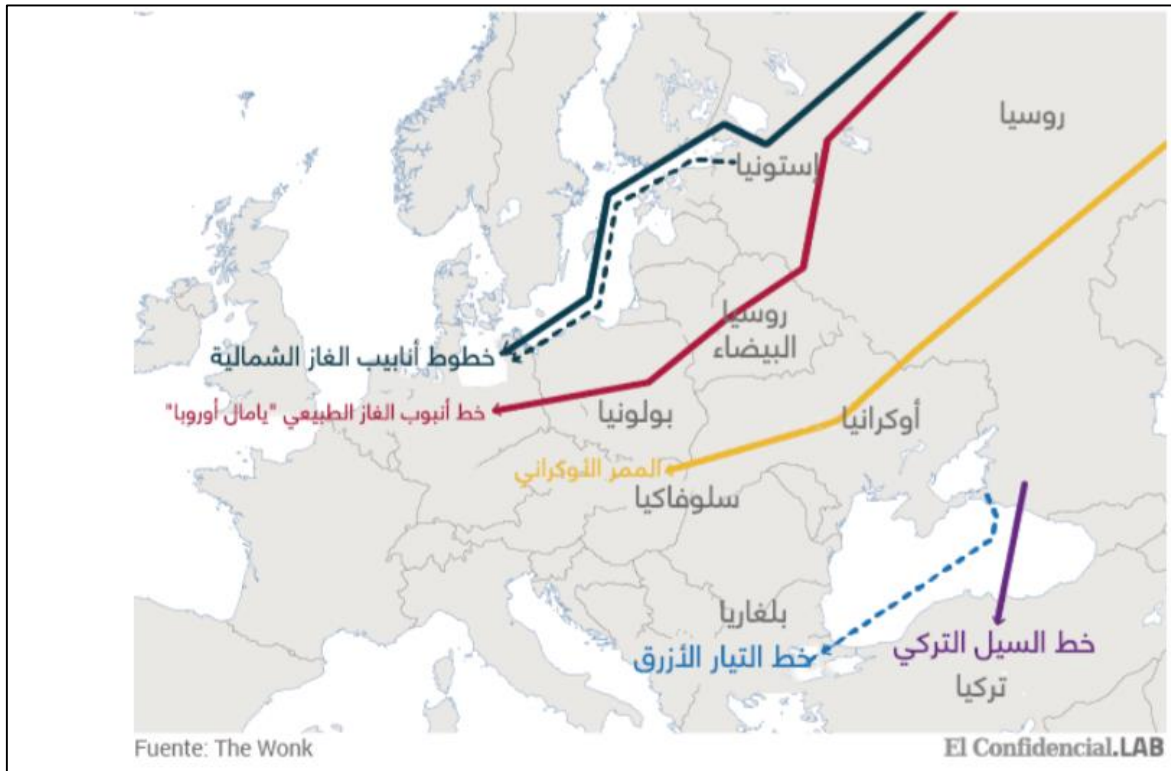 روسيا
إستونيا
روسيا
البيضاء
خطوط أنابيب الغاز الشمالية
خط أنبوب الغاز الطبيعي "يامال أوروبا"
بولونيا
أوكرانيا
الممر الأوكراني
سلوفاكيا
بلغاريا
خط السيل التركي
خط التيار الأزرق
تركيا
Fuente: The Wonk
El Confidencial.LAB